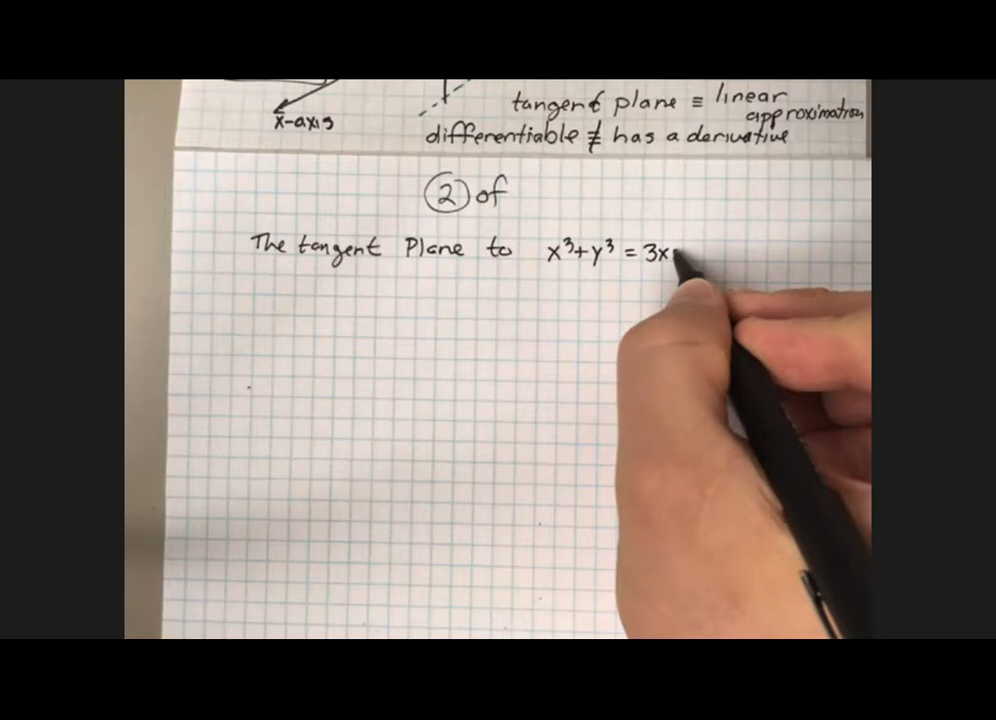 x-axis
tangent plane ≡ linear approximation
differentiable ≢ has a derivative
② of
The tangent Plane to x³+y³ = 3x